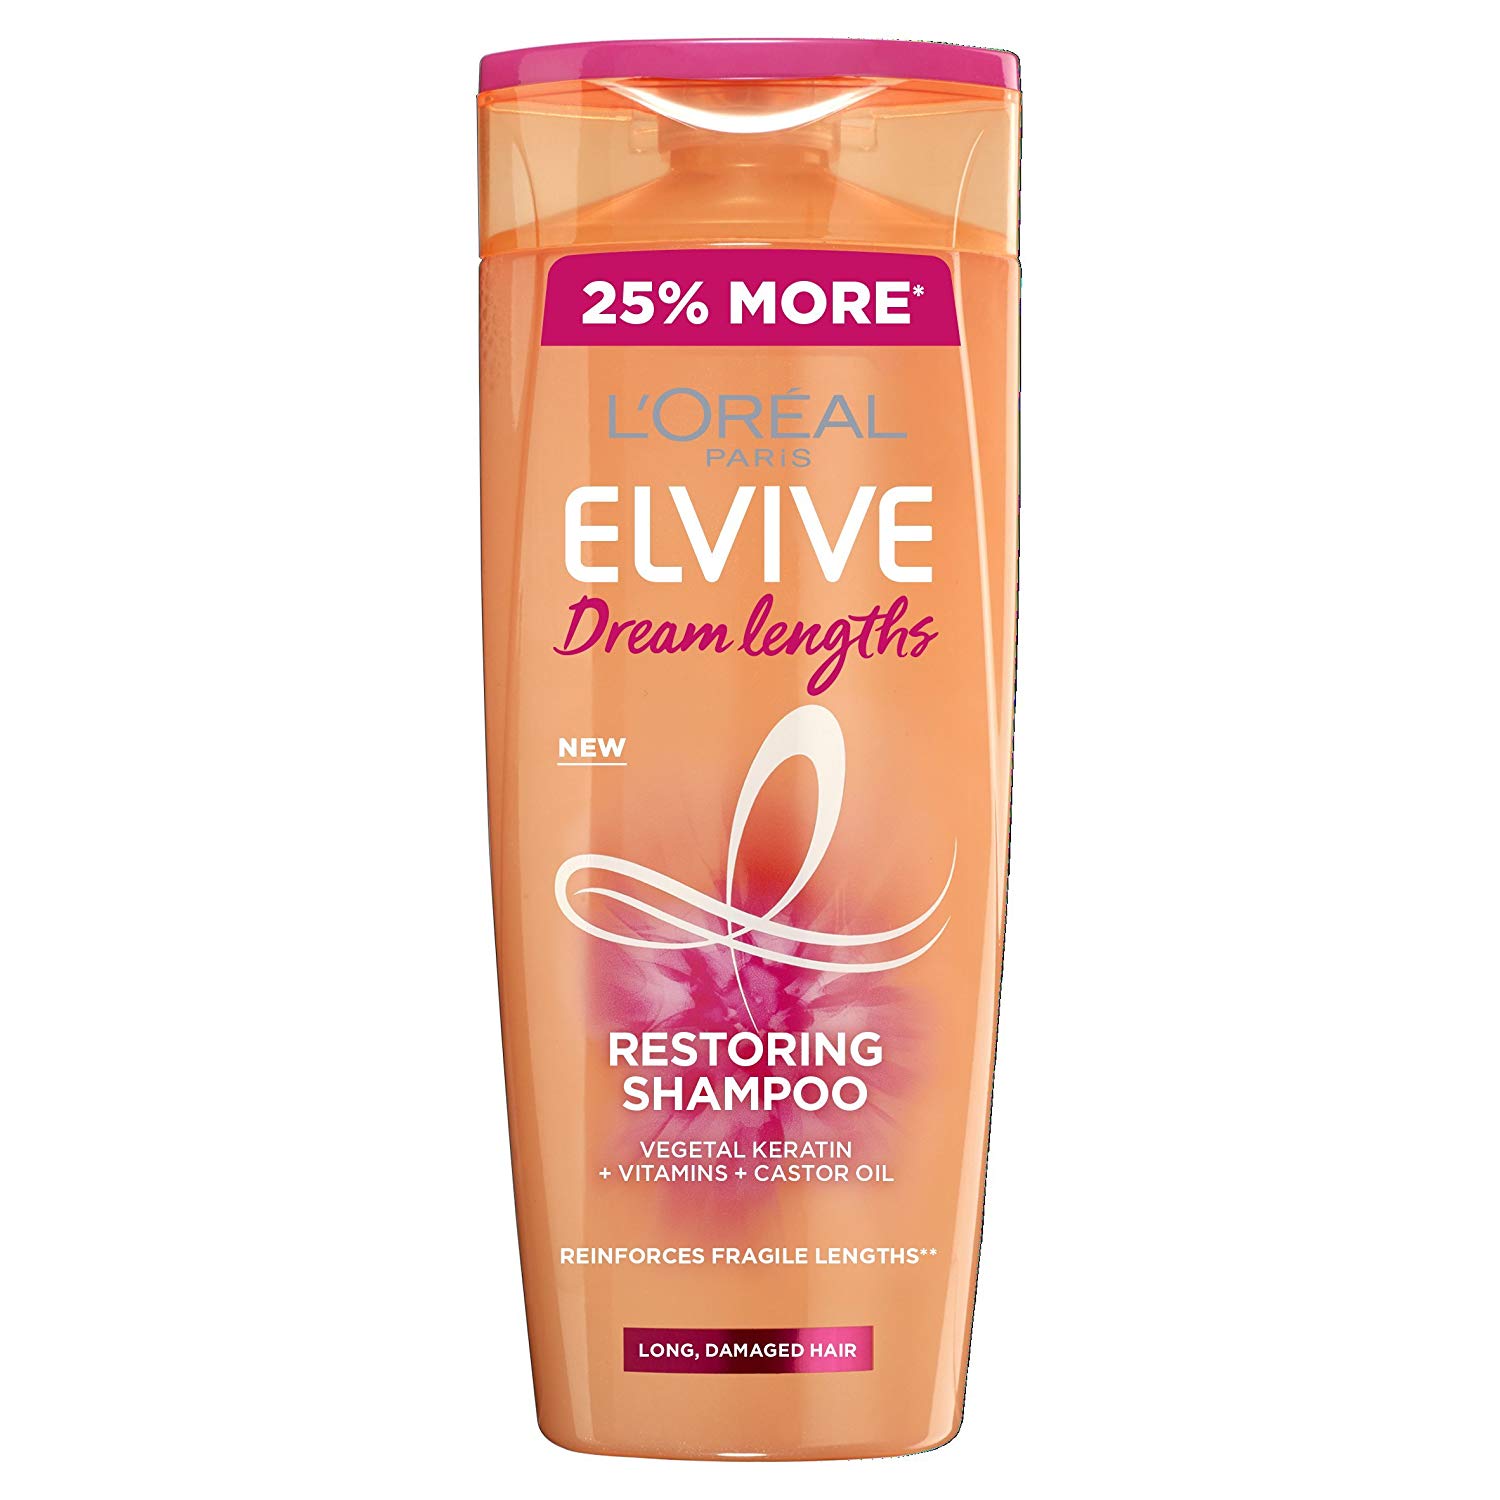 25% MORE*
L'ORÉAL
PARiS
ELVIVE
Dream lengths
NEW
RESTORING
SHAMPOO
VEGETAL KERATIN
+ VITAMINS + CASTOR OIL
REINFORCES FRAGILE LENGTHS**
LONG, DAMAGED HAIR